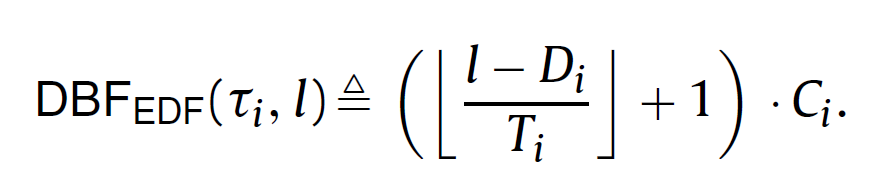 DBF_EDF(τ_i, l) ≜ (⌊(l − D_i)/T_i⌋ + 1) · C_i.